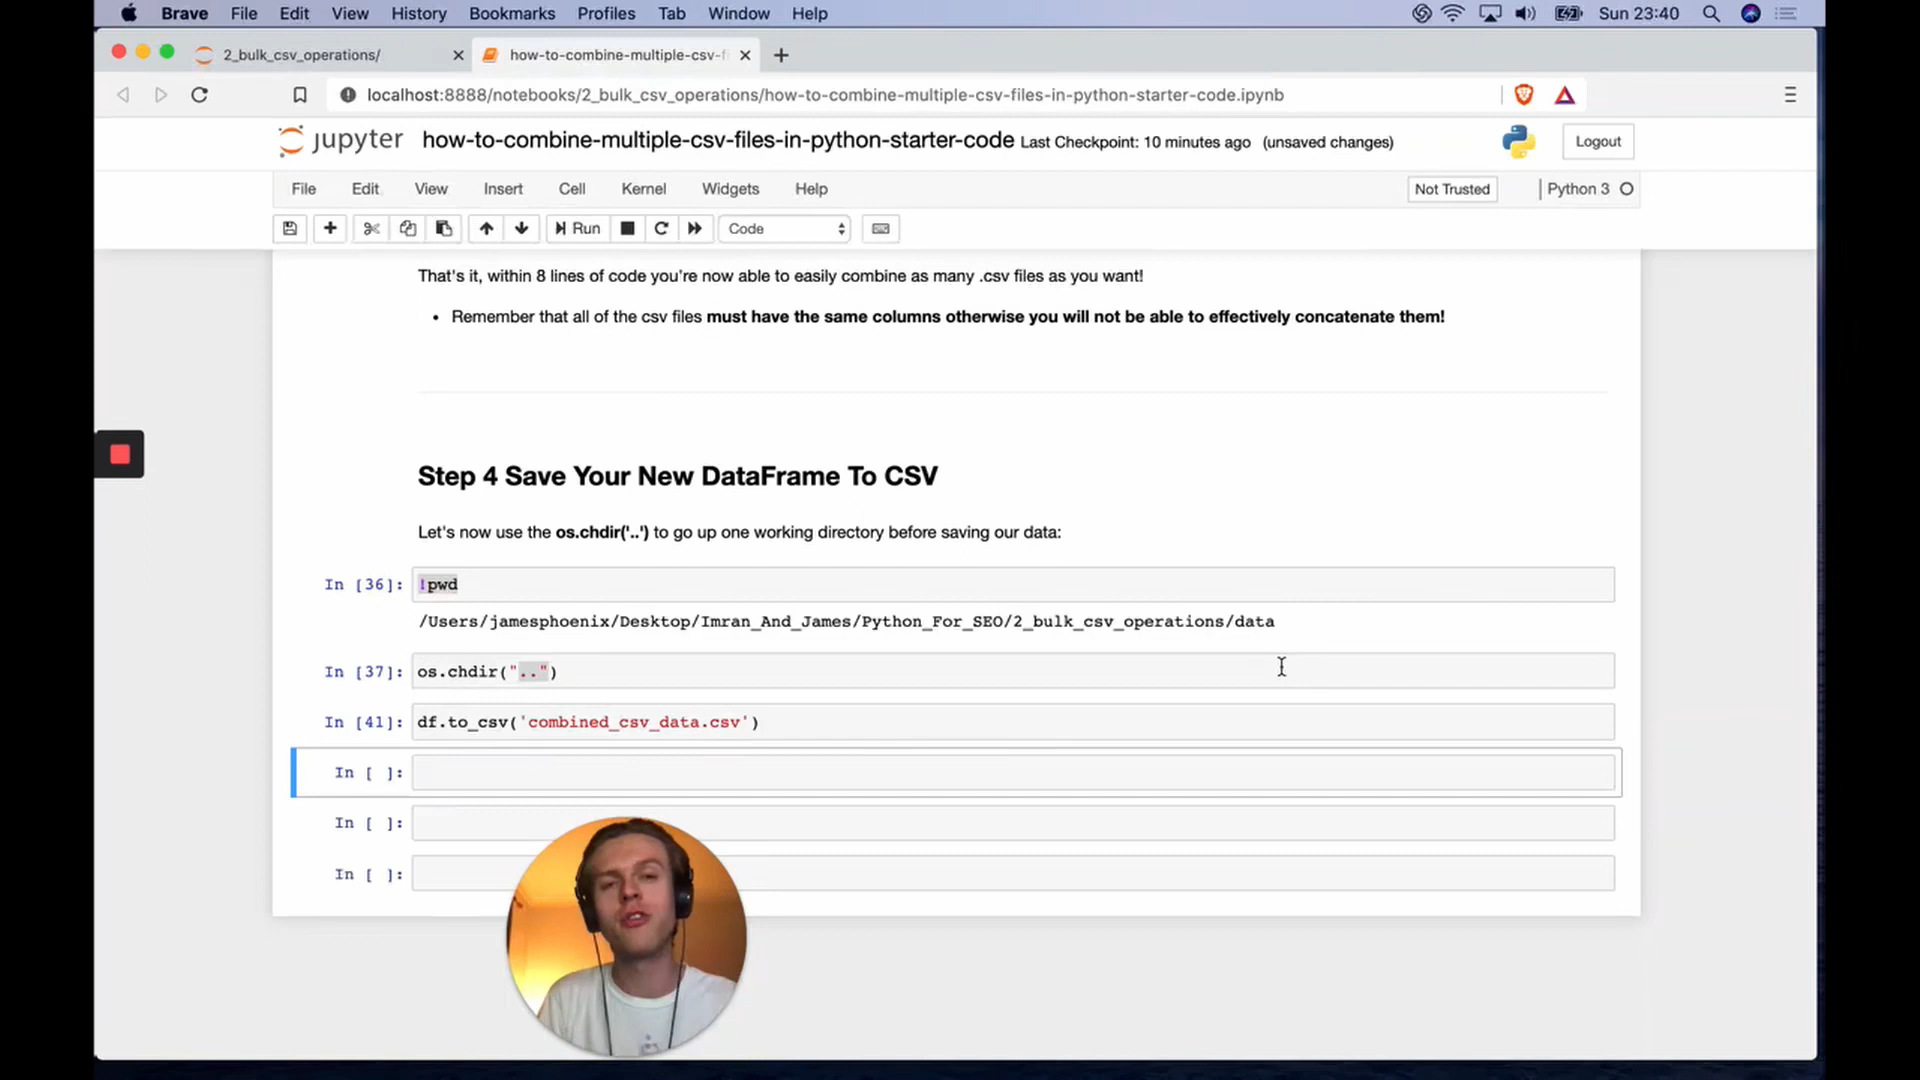 Brave File Edit View History Bookmarks Profiles Tab Window Help Sun 23:40
2_bulk_csv_operations/ how-to-combine-multiple-csv-f
localhost:8888/notebooks/2_bulk_csv_operations/how-to-combine-multiple-csv-files-in-python-starter-code.ipynb
jupyter how-to-combine-multiple-csv-files-in-python-starter-code Last Checkpoint: 10 minutes ago (unsaved changes) Logout
File Edit View Insert Cell Kernel Widgets Help Not Trusted Python 3
Run Code
That's it, within 8 lines of code you're now able to easily combine as many .csv files as you want!
• Remember that all of the csv files must have the same columns otherwise you will not be able to effectively concatenate them!
Step 4 Save Your New DataFrame To CSV
Let's now use the os.chdir('..') to go up one working directory before saving our data:
In [36]: !pwd
/Users/jamesphoenix/Desktop/Imran_And_James/Python_For_SEO/2_bulk_csv_operations/data
In [37]: os.chdir("..")
In [41]: df.to_csv('combined_csv_data.csv')
In [ ]:
In [ ]:
In [ ]: